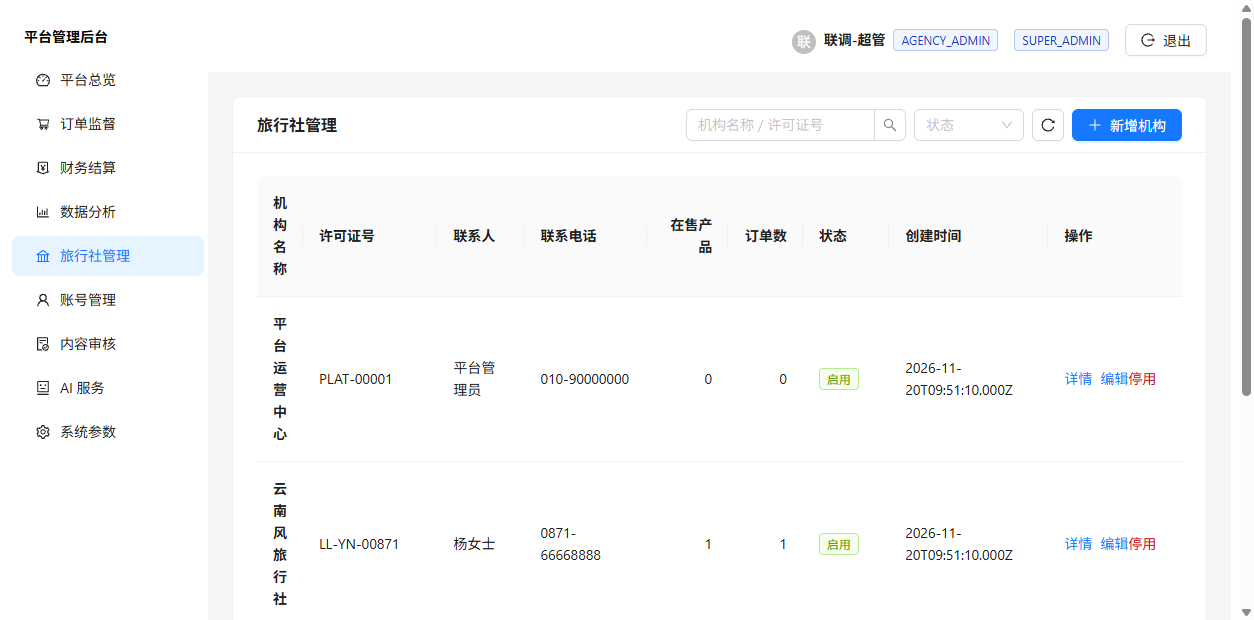 平台管理后台
联 联调-超管 AGENCY_ADMIN SUPER_ADMIN 退出
平台总览
订单监督
财务结算
数据分析
旅行社管理
账号管理
内容审核
AI 服务
系统参数
旅行社管理 机构名称 / 许可证号 状态 新增机构
机
构
名
称
许可证号 联系人 联系电话
在售产
品
订单数 状态 创建时间 操作
平
台
运
营
中
心
PLAT-00001
平台管
理员
010-90000000 0 0 启用
2026-11-
20T09:51:10.000Z
详情 编辑停用
云
南
风
旅
行
社
LL-YN-00871 杨女士
0871-
66668888
1 1 启用
2026-11-
20T09:51:10.000Z
详情 编辑停用